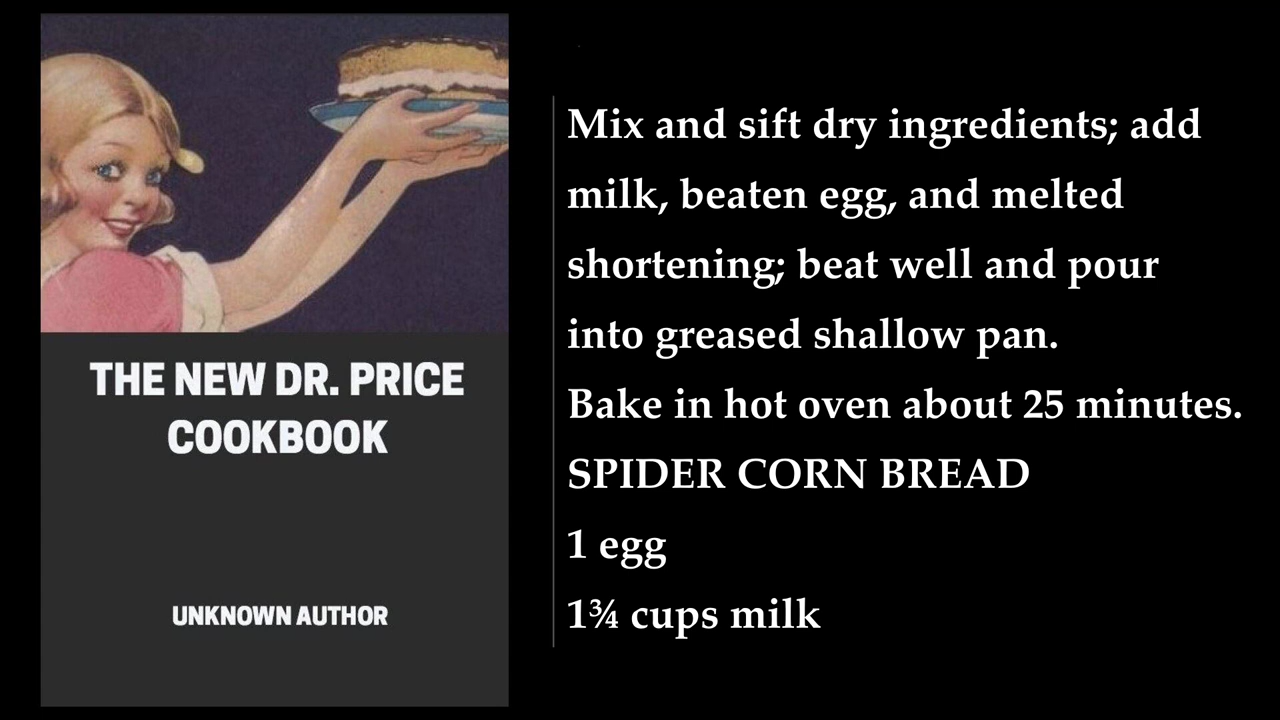 THE NEW DR. PRICE
COOKBOOK
UNKNOWN AUTHOR
Mix and sift dry ingredients; add
milk, beaten egg, and melted
shortening; beat well and pour
into greased shallow pan.
Bake in hot oven about 25 minutes.
SPIDER CORN BREAD
1 egg
1¾ cups milk